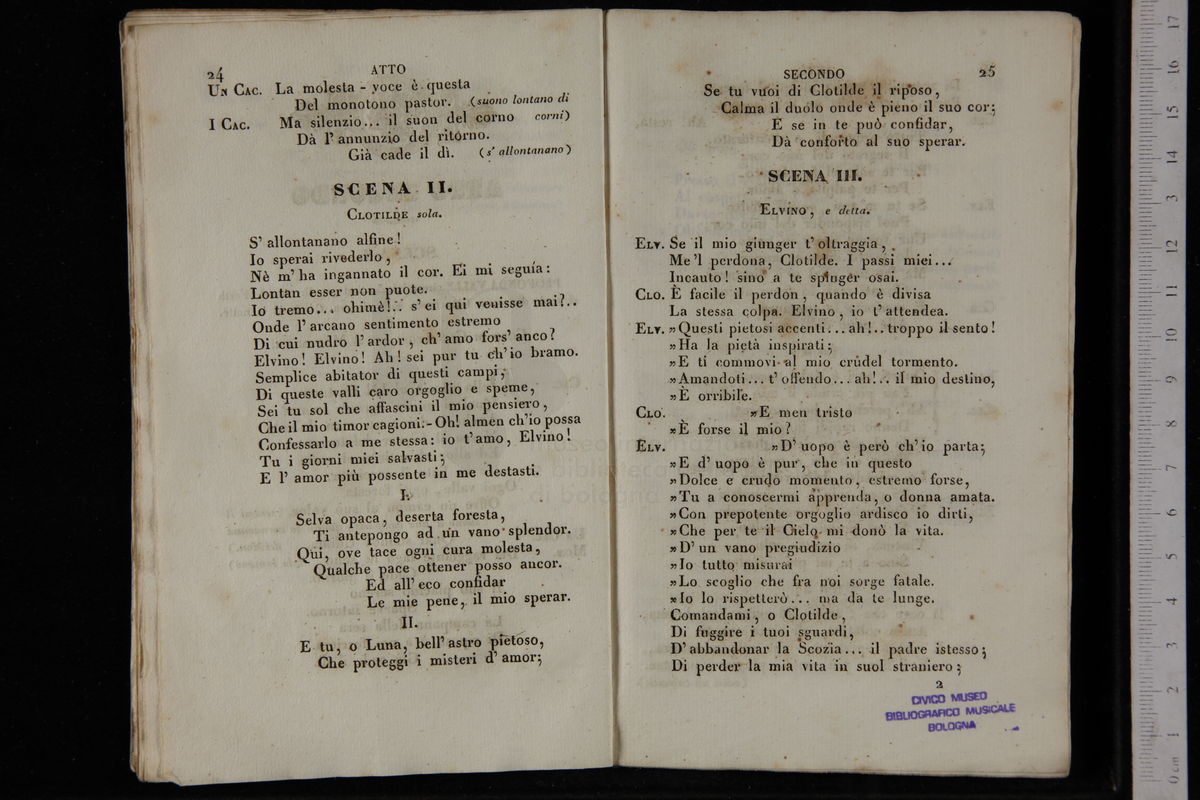 24 ATTO
Un Cac. La molesta - voce è questa
Del monotono pastor. (suono lontano di
I Cac. Ma silenzio... il suon del corno corni)
Dà l' annunzio del ritorno.
Già cade il dì. (s' allontanano)
SCENA II.
Clotilde sola.
S' allontanano alfine!
Io sperai rivederlo,
Nè m' ha ingannato il cor. Ei mi seguia:
Lontan esser non puote.
Io tremo... ohimè!.. s' ei qui venisse mai?..
Onde l' arcano sentimento estremo
Di cui nudro l' ardor, ch' amo fors' anco?
Elvino! Elvino! Ah! sei pur tu ch' io bramo.
Semplice abitator di questi campi,
Di queste valli caro orgoglio e speme,
Sei tu sol che affascini il mio pensiero,
Che il mio timor cagioni. - Oh! almen ch' io possa
Confessarlo a me stessa: io t' amo, Elvino!
Tu i giorni miei salvasti;
E l' amor più possente in me destasti.
I.
Selva opaca, deserta foresta,
Ti antepongo ad un vano splendor.
Qui, ove tace ogni cura molesta,
Qualche pace ottener posso ancor.
Ed all' eco confidar
Le mie pene, il mio sperar.
II.
E tu, o Luna, bell' astro pietoso,
Che proteggi i misteri d' amor;
SECONDO 25
Se tu vuoi di Clotilde il riposo,
Calma il duolo onde è pieno il suo cor;
E se in te può confidar,
Dà conforto al suo sperar.
SCENA III.
Elvino, e detta.
Elv. Se il mio giunger t' oltraggia,
Me 'l perdona, Clotilde. I passi miei...
Incauto! sino a te spinger osai.
Clo. È facile il perdon, quando è divisa
La stessa colpa. Elvino, io t' attendea.
Elv. »Questi pietosi accenti... ah!.. troppo il sento!
»Ha la pietà inspirati;
»E ti commovi al mio crudel tormento.
»Amandoti... t' offendo... ah!.. il mio destino,
»È orribile.
Clo. »E men tristo
»È forse il mio?
Elv. »D' uopo è però ch' io parta;
»E d' uopo è pur, che in questo
»Dolce e crudo momento, estremo forse,
»Tu a conoscermi apprenda, o donna amata.
»Con prepotente orgoglio ardisco io dirti,
»Che per te il Cielo mi donò la vita.
»D' un vano pregiudizio
»Io tutto misurai
»Lo scoglio che fra noi sorge fatale.
»Io lo rispetterò... ma da te lunge.
Comandami, o Clotilde,
Di fuggire i tuoi sguardi,
D' abbandonar la Scozia... il padre istesso;
Di perder la mia vita in suol straniero;
2
CIVICO MUSEO
BIBLIOGRAFICO MUSICALE
BOLOGNA